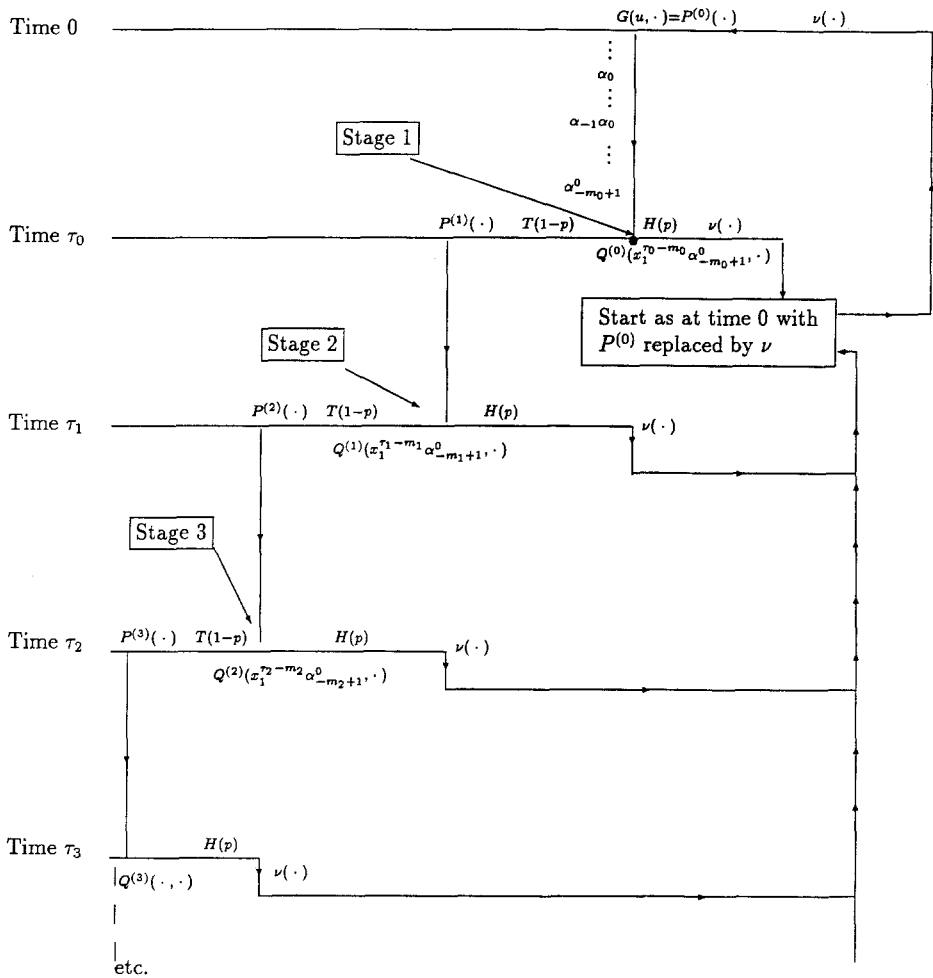 Time 0
G(u, · )=P^{(0)}( · ) ν( · )
⋮
α_0
⋮
α_{−1}α_0
⋮
Stage 1
α^0_{−m_0+1}
Time τ_0
P^{(1)}( · ) T(1−p) H(p) ν( · )
Q^{(0)}(x_1^{τ_0−m_0} α^0_{−m_0+1}, · )
Start as at time 0 with
P^{(0)} replaced by ν
Stage 2
Time τ_1
P^{(2)}( · ) T(1−p) H(p) ν( · )
Q^{(1)}(x_1^{τ_1−m_1} α^0_{−m_1+1}, · )
Stage 3
Time τ_2
P^{(3)}( · ) T(1−p) H(p) ν( · )
Q^{(2)}(x_1^{τ_2−m_2} α^0_{−m_2+1}, · )
Time τ_3
H(p) ν( · )
Q^{(3)}( · , · )
etc.